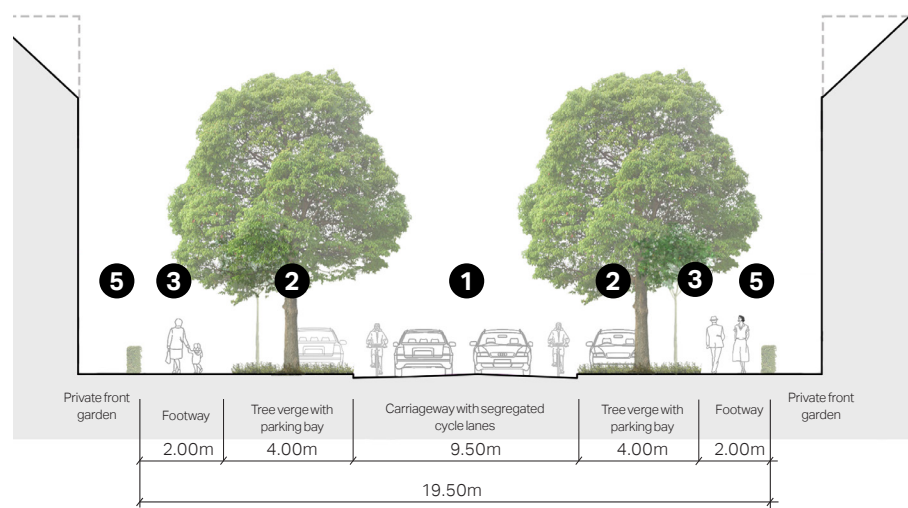 5
3
2
1
2
3
5
Private front
garden
Footway
Tree verge with
parking bay
Carriageway with segregated
cycle lanes
Tree verge with
parking bay
Footway
Private front
garden
2.00m
4.00m
9.50m
4.00m
2.00m
19.50m